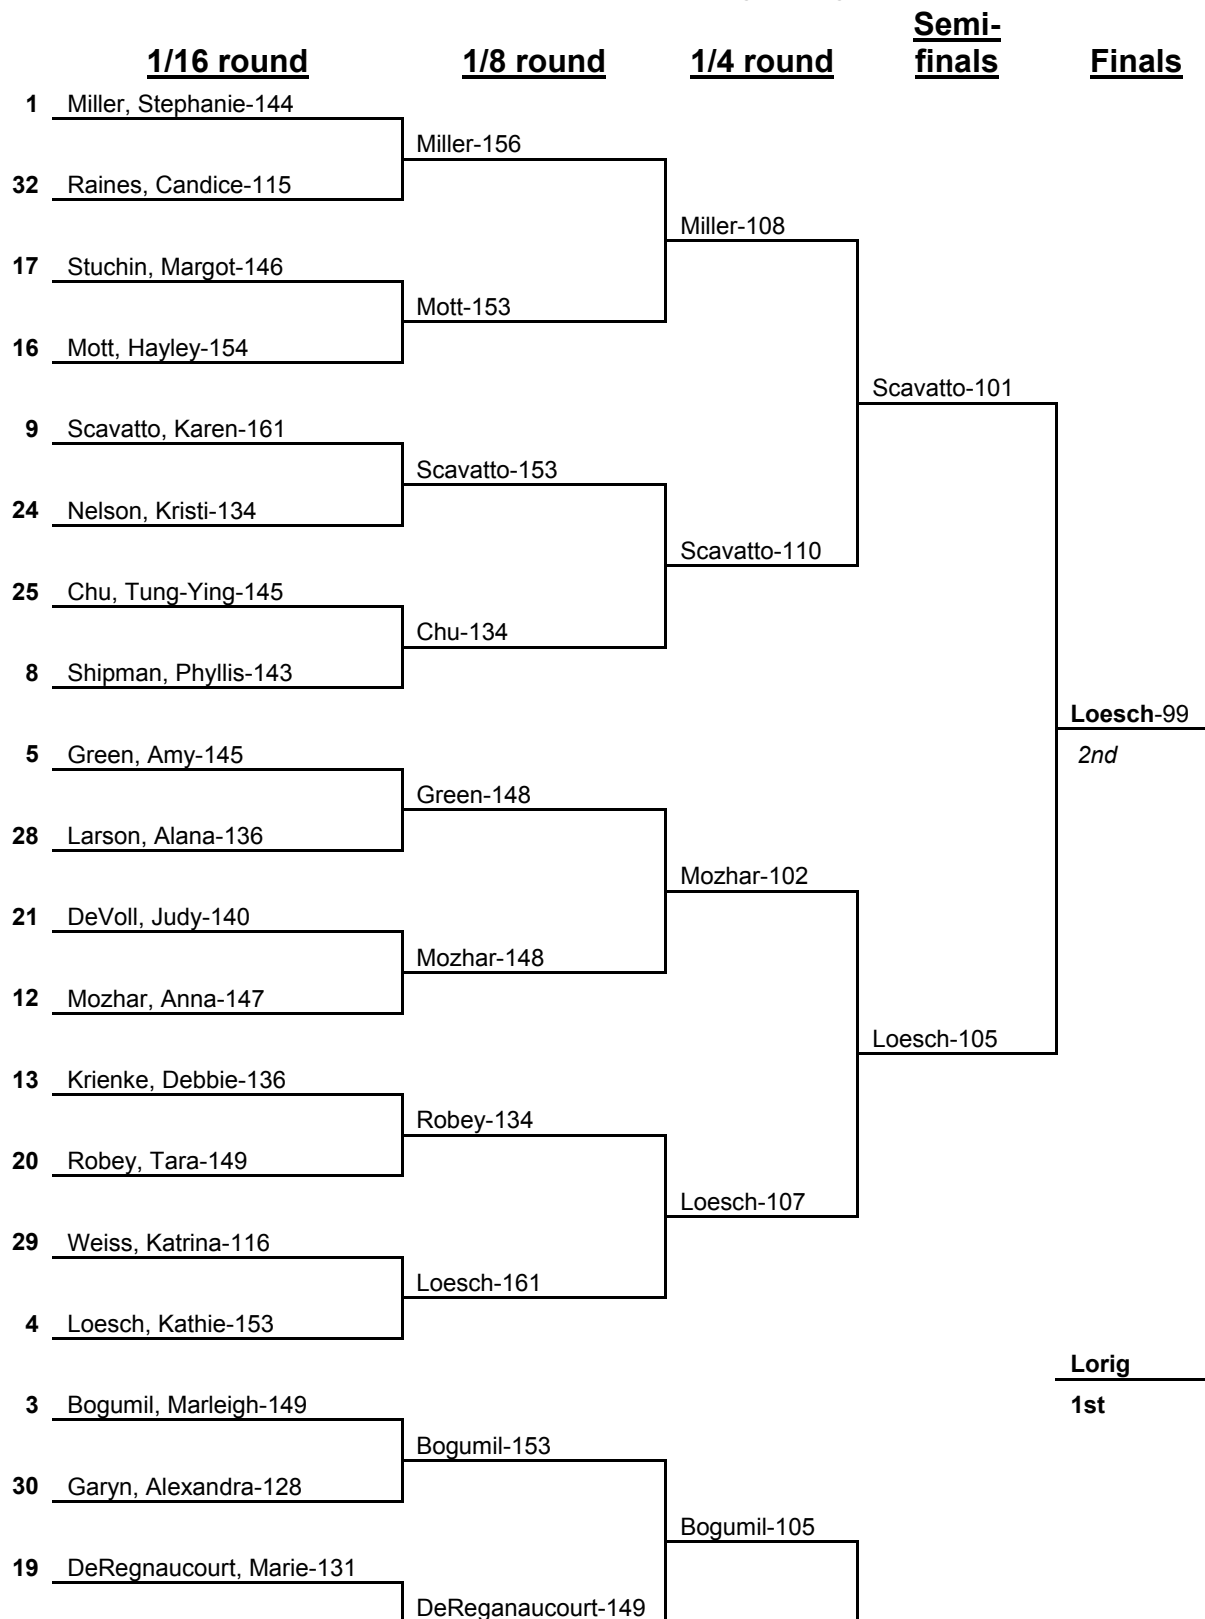 Semi-
finals
1/16 round 1/8 round 1/4 round Finals
1 Miller, Stephanie-144
Miller-156
32 Raines, Candice-115
Miller-108
17 Stuchin, Margot-146
Mott-153
16 Mott, Hayley-154
Scavatto-101
9 Scavatto, Karen-161
Scavatto-153
24 Nelson, Kristi-134
Scavatto-110
25 Chu, Tung-Ying-145
Chu-134
8 Shipman, Phyllis-143
Loesch-99
5 Green, Amy-145
2nd
Green-148
28 Larson, Alana-136
Mozhar-102
21 DeVoll, Judy-140
Mozhar-148
12 Mozhar, Anna-147
Loesch-105
13 Krienke, Debbie-136
Robey-134
20 Robey, Tara-149
Loesch-107
29 Weiss, Katrina-116
Loesch-161
4 Loesch, Kathie-153
Lorig
3 Bogumil, Marleigh-149
1st
Bogumil-153
30 Garyn, Alexandra-128
Bogumil-105
19 DeRegnaucourt, Marie-131
DeReganaucourt-149